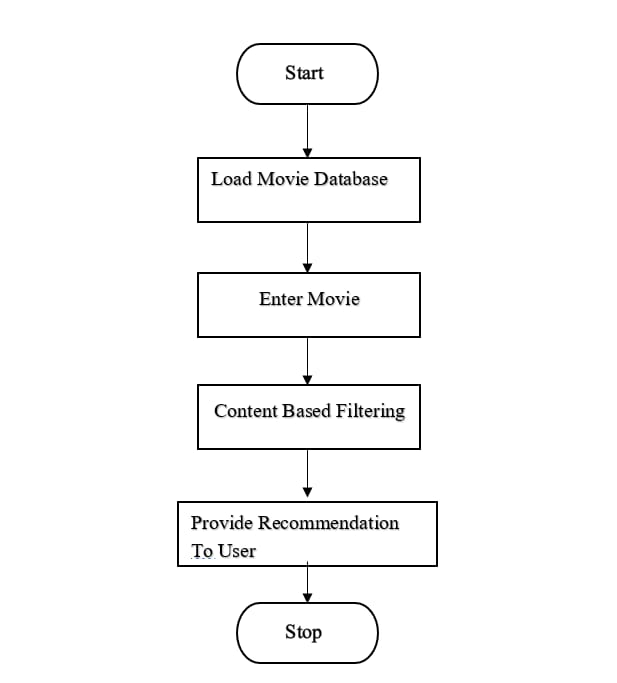 Start
Load Movie Database
Enter Movie
Content Based Filtering
Provide Recommendation
To User
Stop